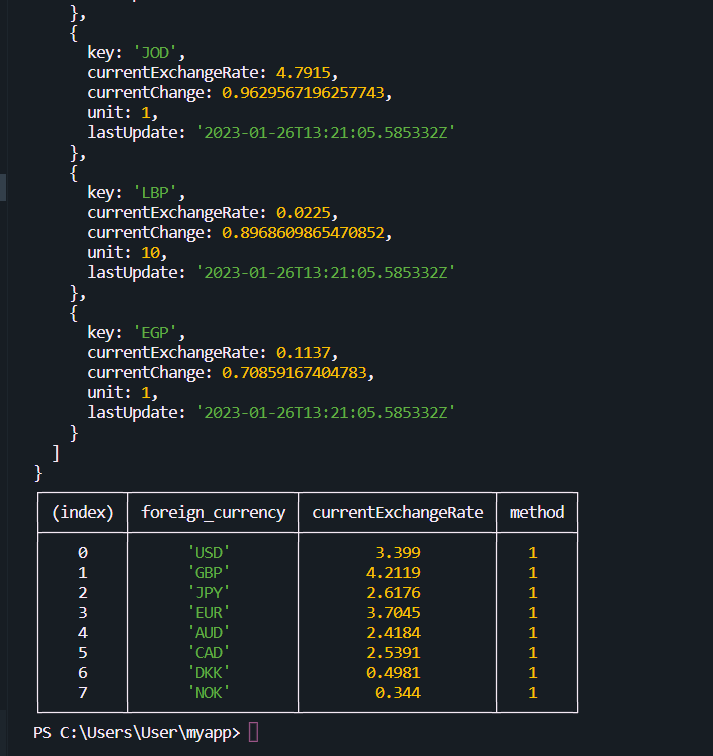 },
{
key: 'JOD',
currentExchangeRate: 4.7915,
currentChange: 0.9629567196257743,
unit: 1,
lastUpdate: '2023-01-26T13:21:05.585332Z'
},
{
key: 'LBP',
currentExchangeRate: 0.0225,
currentChange: 0.8968609865470852,
unit: 10,
lastUpdate: '2023-01-26T13:21:05.585332Z'
},
{
key: 'EGP',
currentExchangeRate: 0.1137,
currentChange: 0.70859167404783,
unit: 1,
lastUpdate: '2023-01-26T13:21:05.585332Z'
}
]
}
(index) foreign_currency currentExchangeRate method
0 'USD' 3.399 1
1 'GBP' 4.2119 1
2 'JPY' 2.6176 1
3 'EUR' 3.7045 1
4 'AUD' 2.4184 1
5 'CAD' 2.5391 1
6 'DKK' 0.4981 1
7 'NOK' 0.344 1
PS C:\Users\User\myapp>